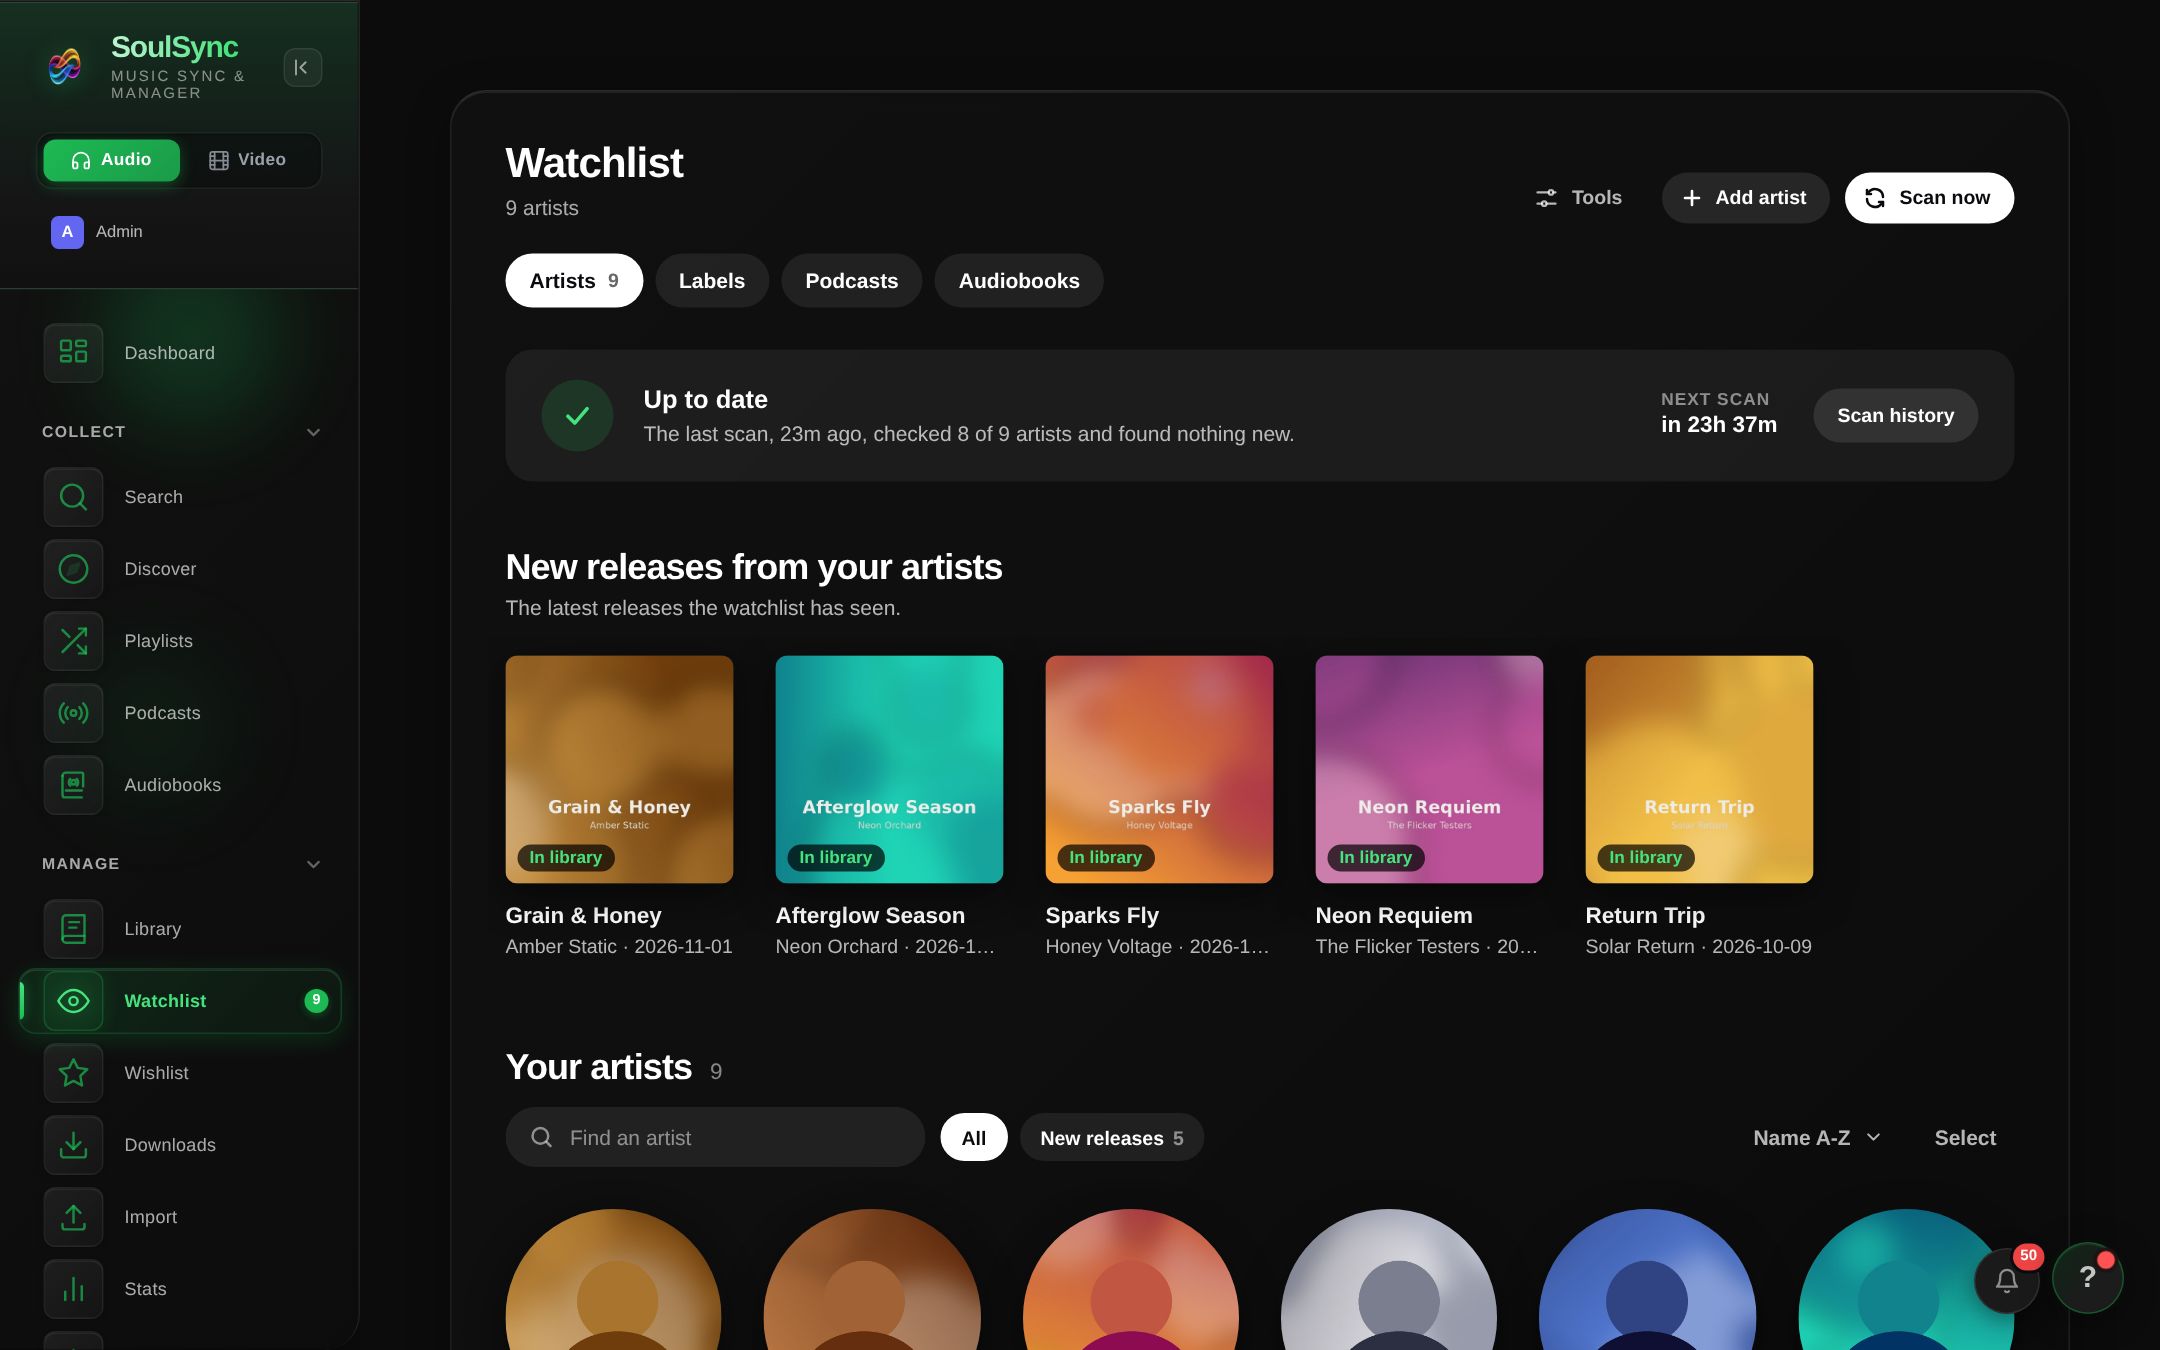 SoulSync
MUSIC SYNC &
MANAGER
Audio
Video
A
Admin
Dashboard
COLLECT
Search
Discover
Playlists
Podcasts
Audiobooks
MANAGE
Library
Watchlist
9
Wishlist
Downloads
Import
Stats
Watchlist
9 artists
Tools
Add artist
Scan now
Artists 9
Labels
Podcasts
Audiobooks
Up to date
The last scan, 23m ago, checked 8 of 9 artists and found nothing new.
NEXT SCAN
in 23h 37m
Scan history
New releases from your artists
The latest releases the watchlist has seen.
Grain & Honey
Amber Static
In library
Grain & Honey
Amber Static · 2026-11-01
Afterglow Season
Neon Orchard
In library
Afterglow Season
Neon Orchard · 2026-1…
Sparks Fly
Honey Voltage
In library
Sparks Fly
Honey Voltage · 2026-1…
Neon Requiem
The Flicker Testers
In library
Neon Requiem
The Flicker Testers · 20…
Return Trip
Solar Return
In library
Return Trip
Solar Return · 2026-10-09
Your artists 9
Find an artist
All
New releases 5
Name A-Z
Select
50
?